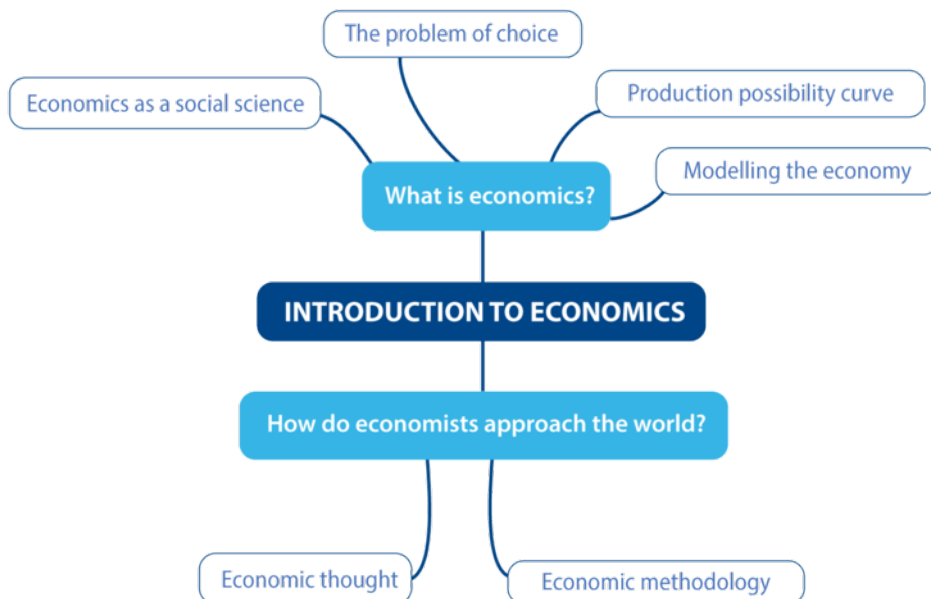 The problem of choice
Economics as a social science
Production possibility curve
Modelling the economy
What is economics?
INTRODUCTION TO ECONOMICS
How do economists approach the world?
Economic thought
Economic methodology